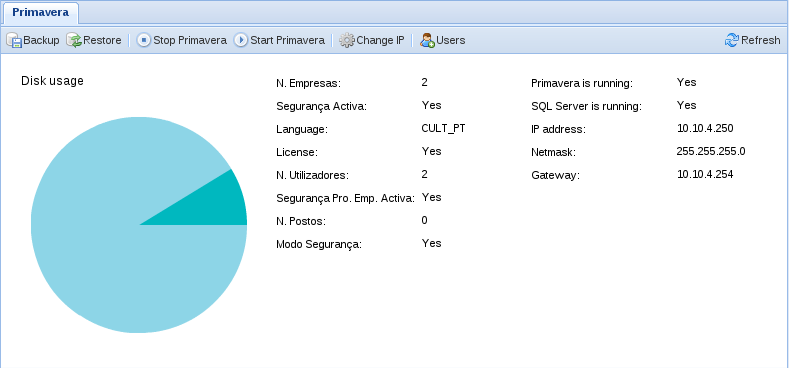 Primavera
Backup Restore Stop Primavera Start Primavera Change IP Users Refresh
Disk usage
N. Empresas: 2
Segurança Activa: Yes
Language: CULT_PT
License: Yes
N. Utilizadores: 2
Segurança Pro. Emp. Activa: Yes
N. Postos: 0
Modo Segurança: Yes
Primavera is running: Yes
SQL Server is running: Yes
IP address: 10.10.4.250
Netmask: 255.255.255.0
Gateway: 10.10.4.254